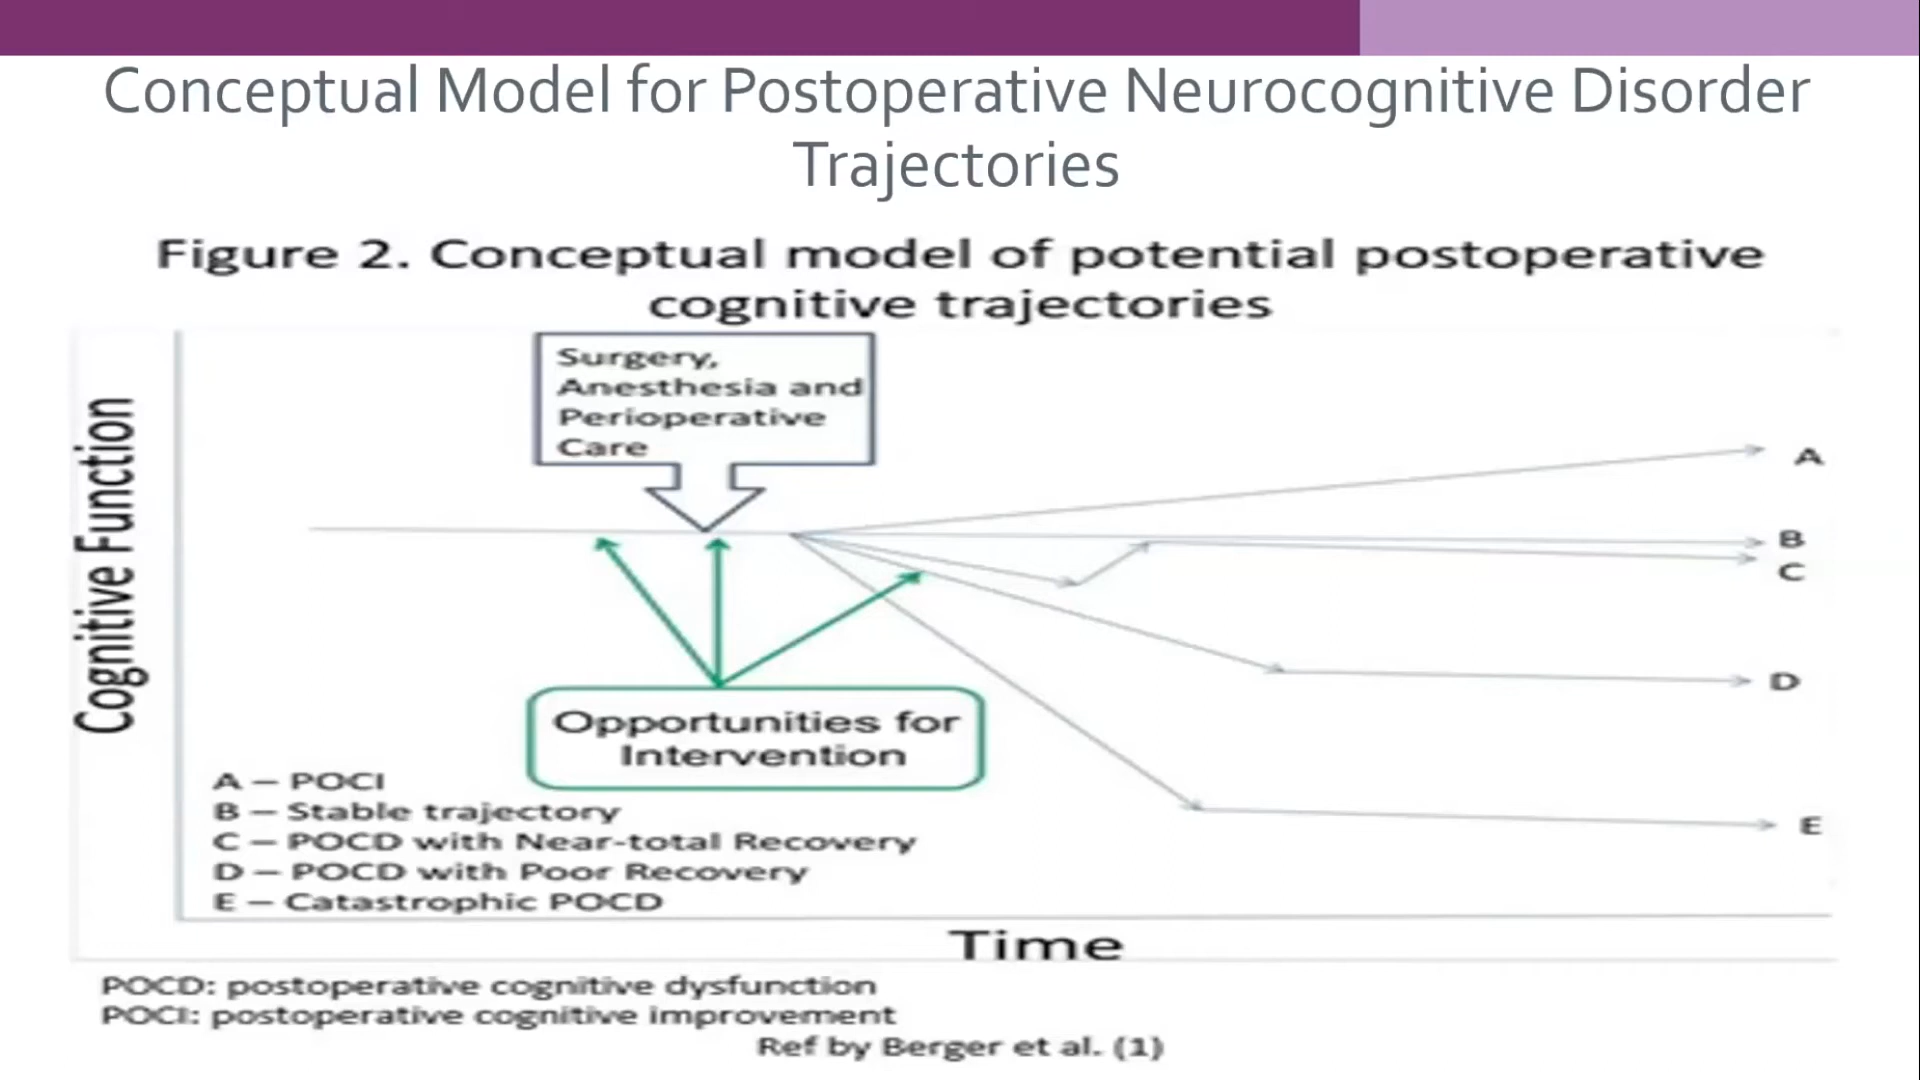 Conceptual Model for Postoperative Neurocognitive Disorder
Trajectories
Figure 2. Conceptual model of potential postoperative
cognitive trajectories
Surgery,
Anesthesia and
Perioperative
Care
Cognitive Function
A
B
C
D
E
Opportunities for
Intervention
A – POCI
B – Stable trajectory
C – POCD with Near-total Recovery
D – POCD with Poor Recovery
E – Catastrophic POCD
Time
POCD: postoperative cognitive dysfunction
POCI: postoperative cognitive improvement
Ref by Berger et al. (1)